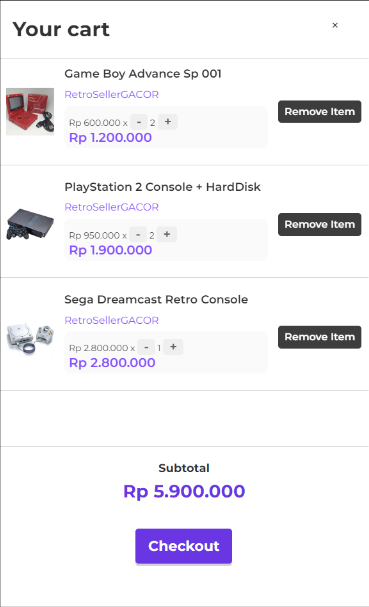 Your cart
×
Game Boy Advance Sp 001
RetroSellerGACOR
Rp 600.000 x - 2 +
Rp 1.200.000
Remove Item
PlayStation 2 Console + HardDisk
RetroSellerGACOR
Rp 950.000 x - 2 +
Rp 1.900.000
Remove Item
Sega Dreamcast Retro Console
RetroSellerGACOR
Rp 2.800.000 x - 1 +
Rp 2.800.000
Remove Item
Subtotal
Rp 5.900.000
Checkout